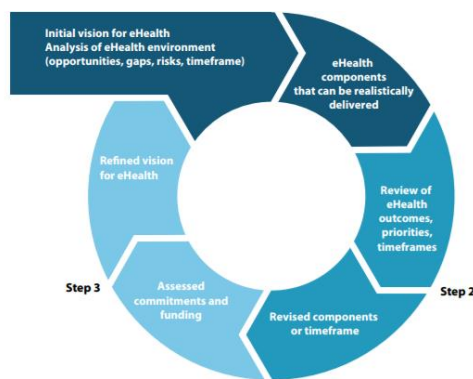 Initial vision for eHealth
Analysis of eHealth environment
(opportunities, gaps, risks, timeframe)
eHealth
components
that can be realistically
delivered
Review of
eHealth
outcomes,
priorities,
timeframes
Step 2
Revised components
or timeframe
Assessed
commitments and
funding
Step 3
Refined vision
for eHealth